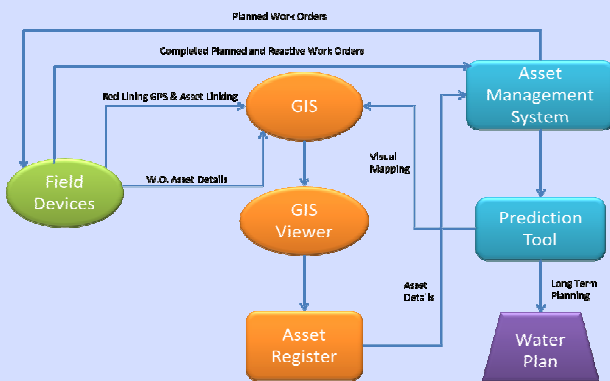 Planned Work Orders
Completed Planned and Reactive Work Orders
Asset
Management
System
Red Lining GPS & Asset Linking
GIS
Visual
Mapping
Field
Devices
W.O. Asset Details
GIS
Viewer
Prediction
Tool
Asset
Details
Long Term
Planning
Asset
Register
Water
Plan